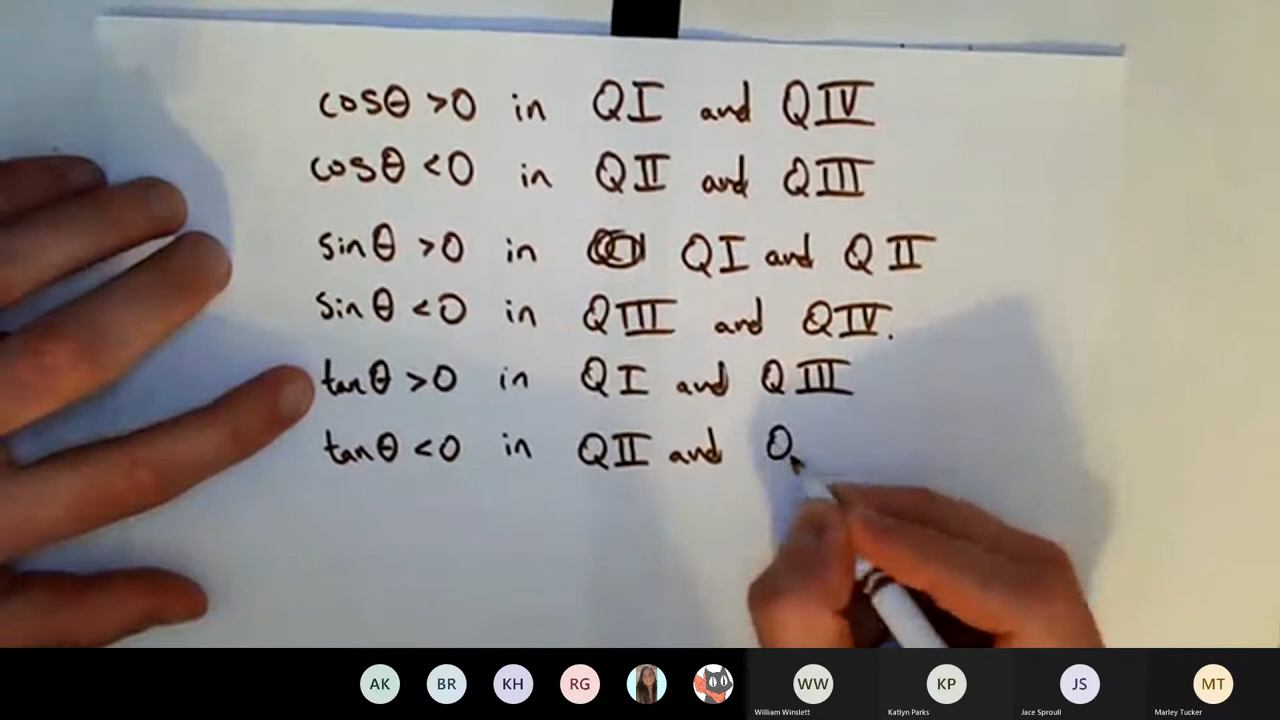 cosθ >0 in QI and QIV
cosθ <0 in QII and QIII
sinθ >0 in QI and QII
sinθ <0 in QIII and QIV.
tanθ >0 in QI and QIII
tanθ <0 in QII and Q
AK BR KH RG WW KP JS MT
William Winslett Katlyn Parks Jace Sproull Marley Tucker